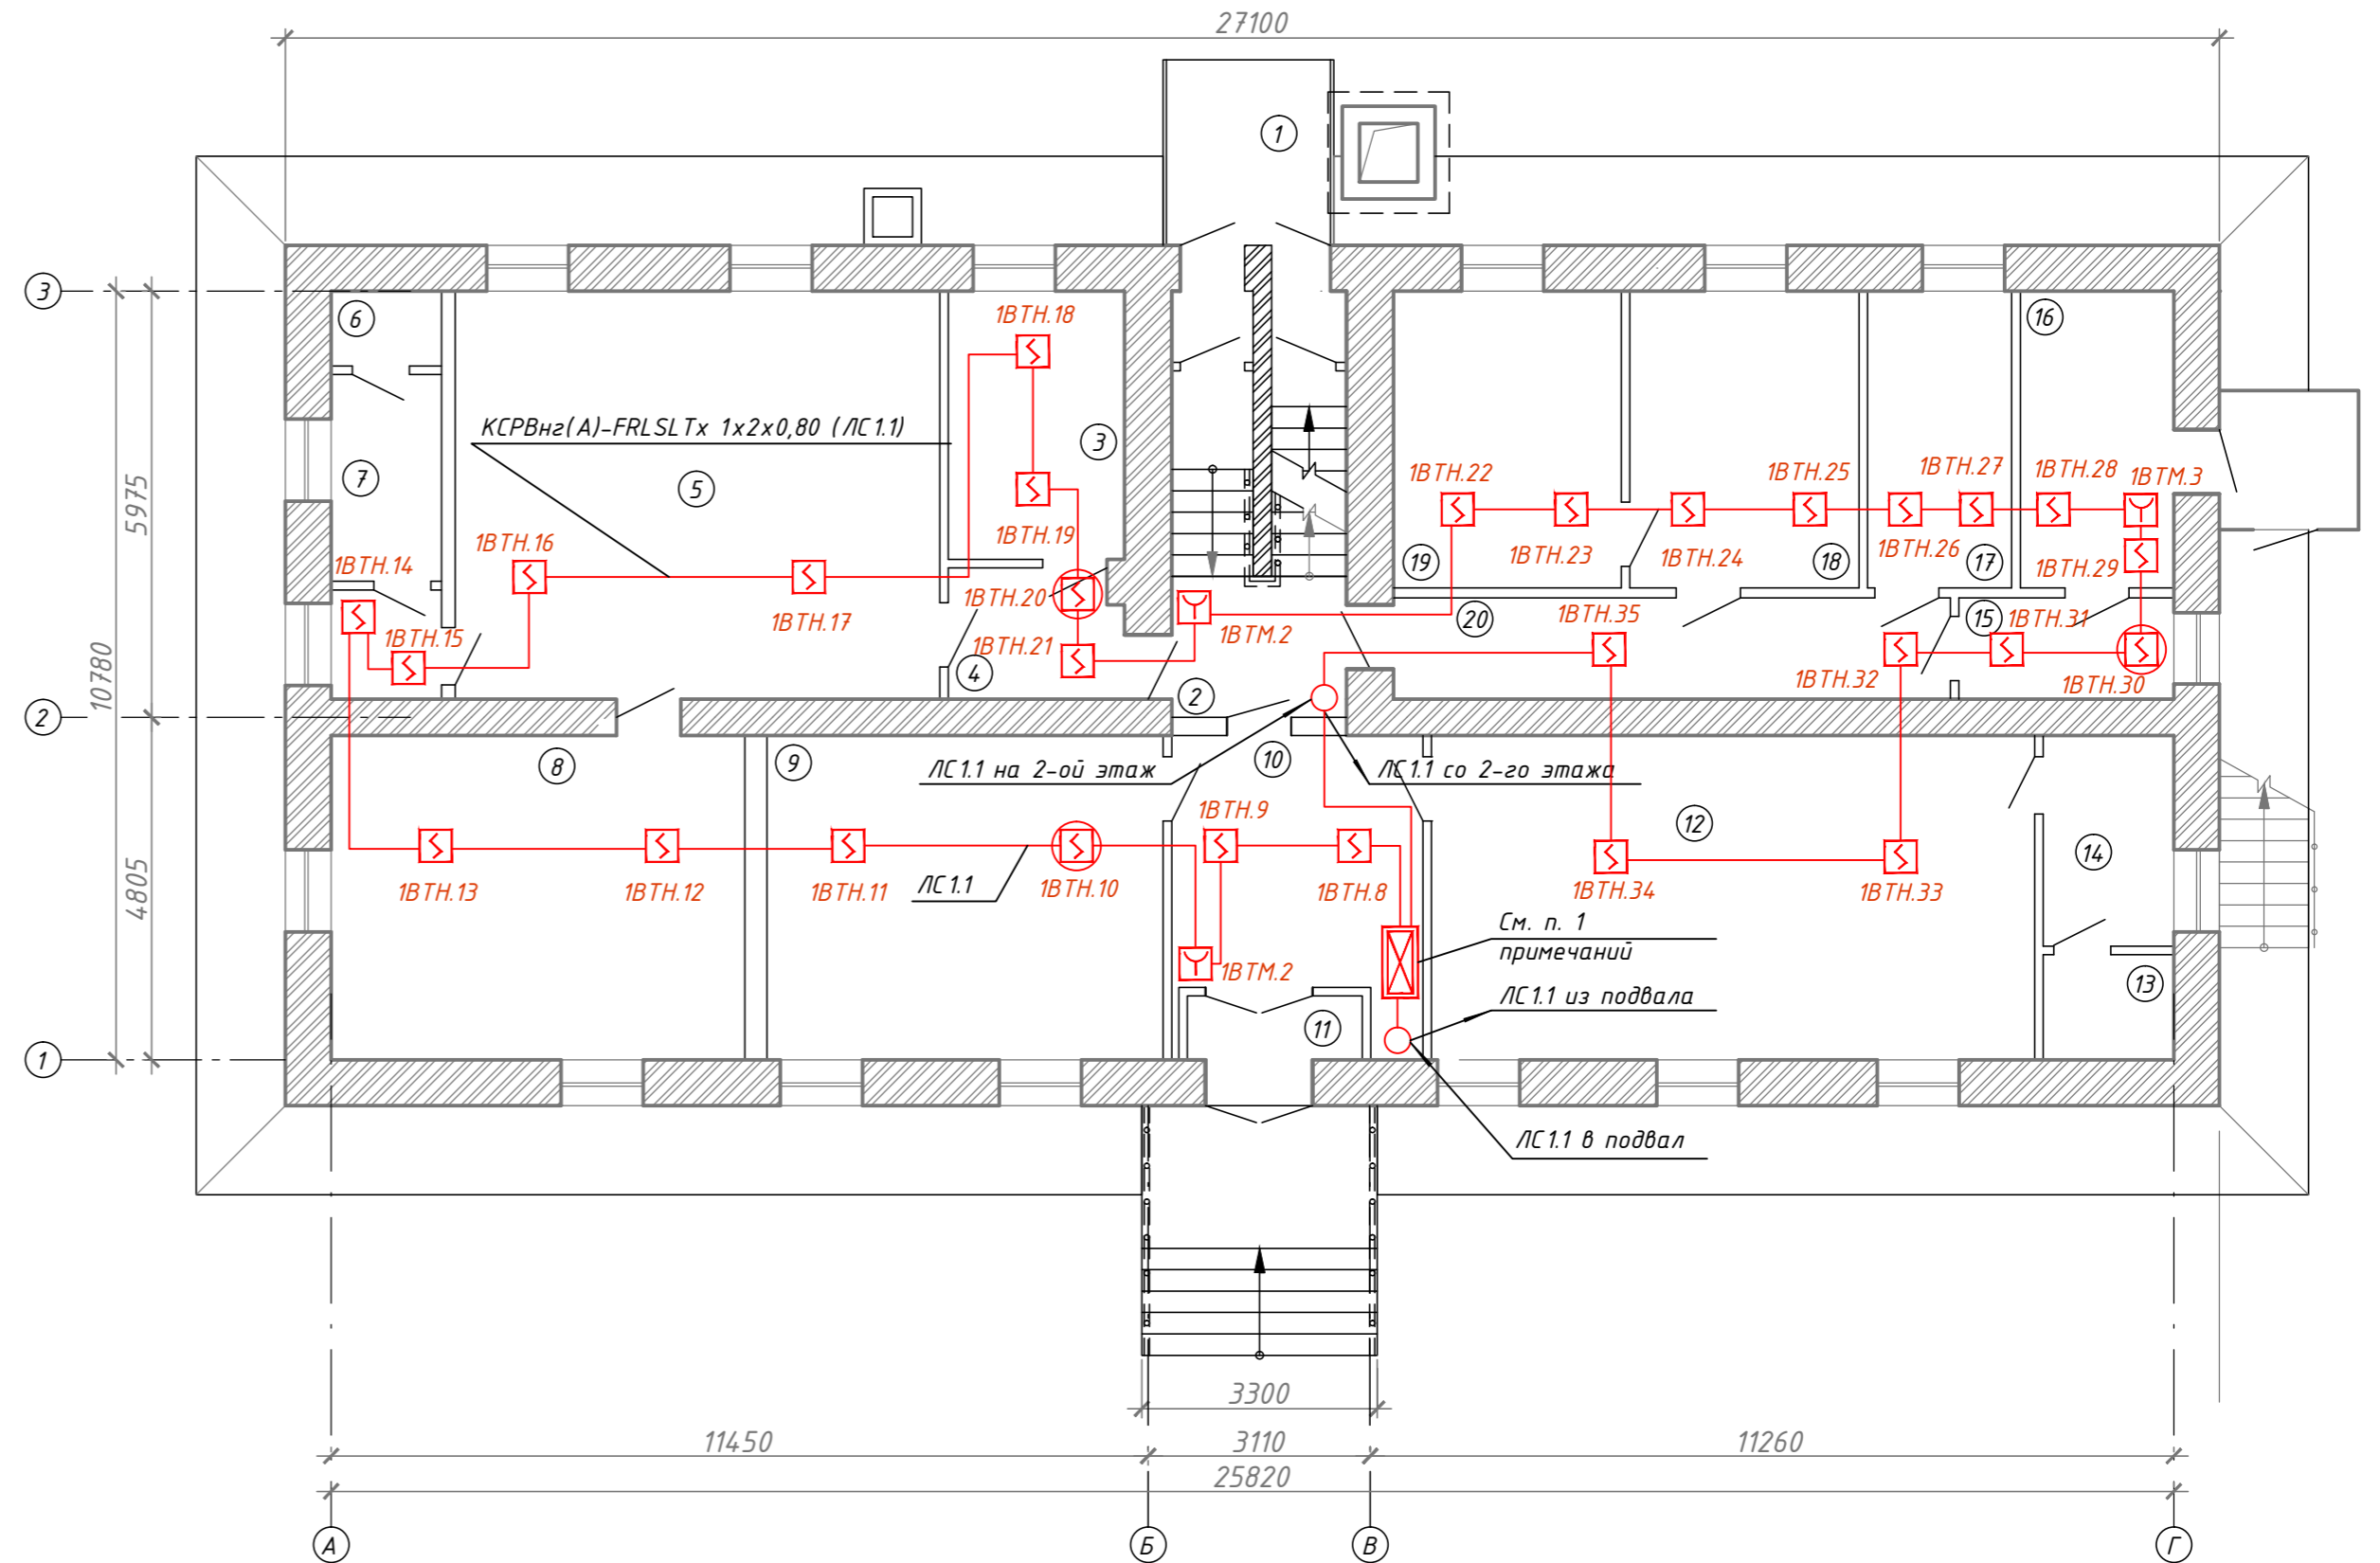 27100
1
3
6
1ВТН.18
16
КСРВнг(А)-FRLSLTx 1x2x0,80 (ЛС1.1)
3
7
5
5975
1ВТН.22
1ВТН.25
1ВТН.27
1ВТН.28
1ВТМ.3
1ВТН.19
1ВТН.16
1ВТН.14
1ВТН.23
1ВТН.24
1ВТН.26
1ВТН.29
19
18
17
1ВТН.20
1ВТН.17
1ВТН.15
1ВТН.21
1ВТМ.2
20
1ВТН.35
15
1ВТН.31
10780
4
2
1ВТН.32
1ВТН.30
2
8
9
10
ЛС1.1 на 2-ой этаж
ЛС1.1 со 2-го этажа
1ВТН.9
12
14
4805
1ВТН.13
1ВТН.12
1ВТН.11
ЛС1.1
1ВТН.10
1ВТН.8
1ВТН.34
1ВТН.33
См. п. 1
примечаний
1ВТМ.2
13
ЛС1.1 из подвала
11
1
ЛС1.1 в подвал
3300
11450
3110
11260
25820
А
Б
В
Г